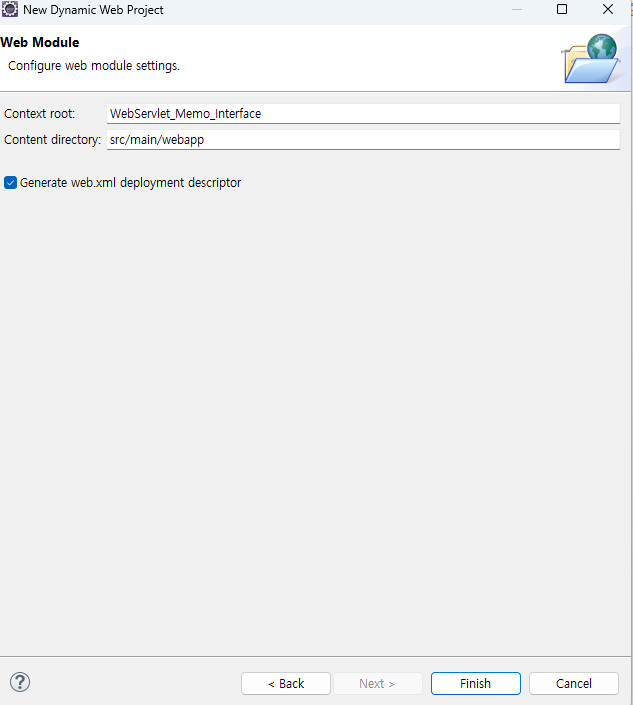 New Dynamic Web Project
Web Module
Configure web module settings.
Context root: WebServlet_Memo_Interface
Content directory: src/main/webapp
Generate web.xml deployment descriptor
? < Back Next > Finish Cancel